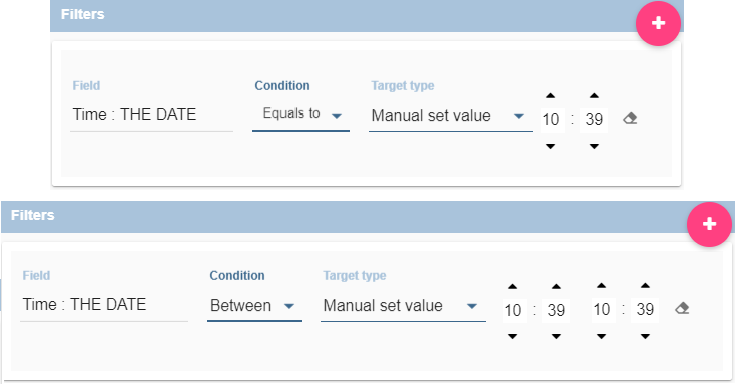 Filters
Field Condition Target type
Time : THE DATE Equals to Manual set value 10 : 39
Filters
Field Condition Target type
Time : THE DATE Between Manual set value 10 : 39 10 : 39